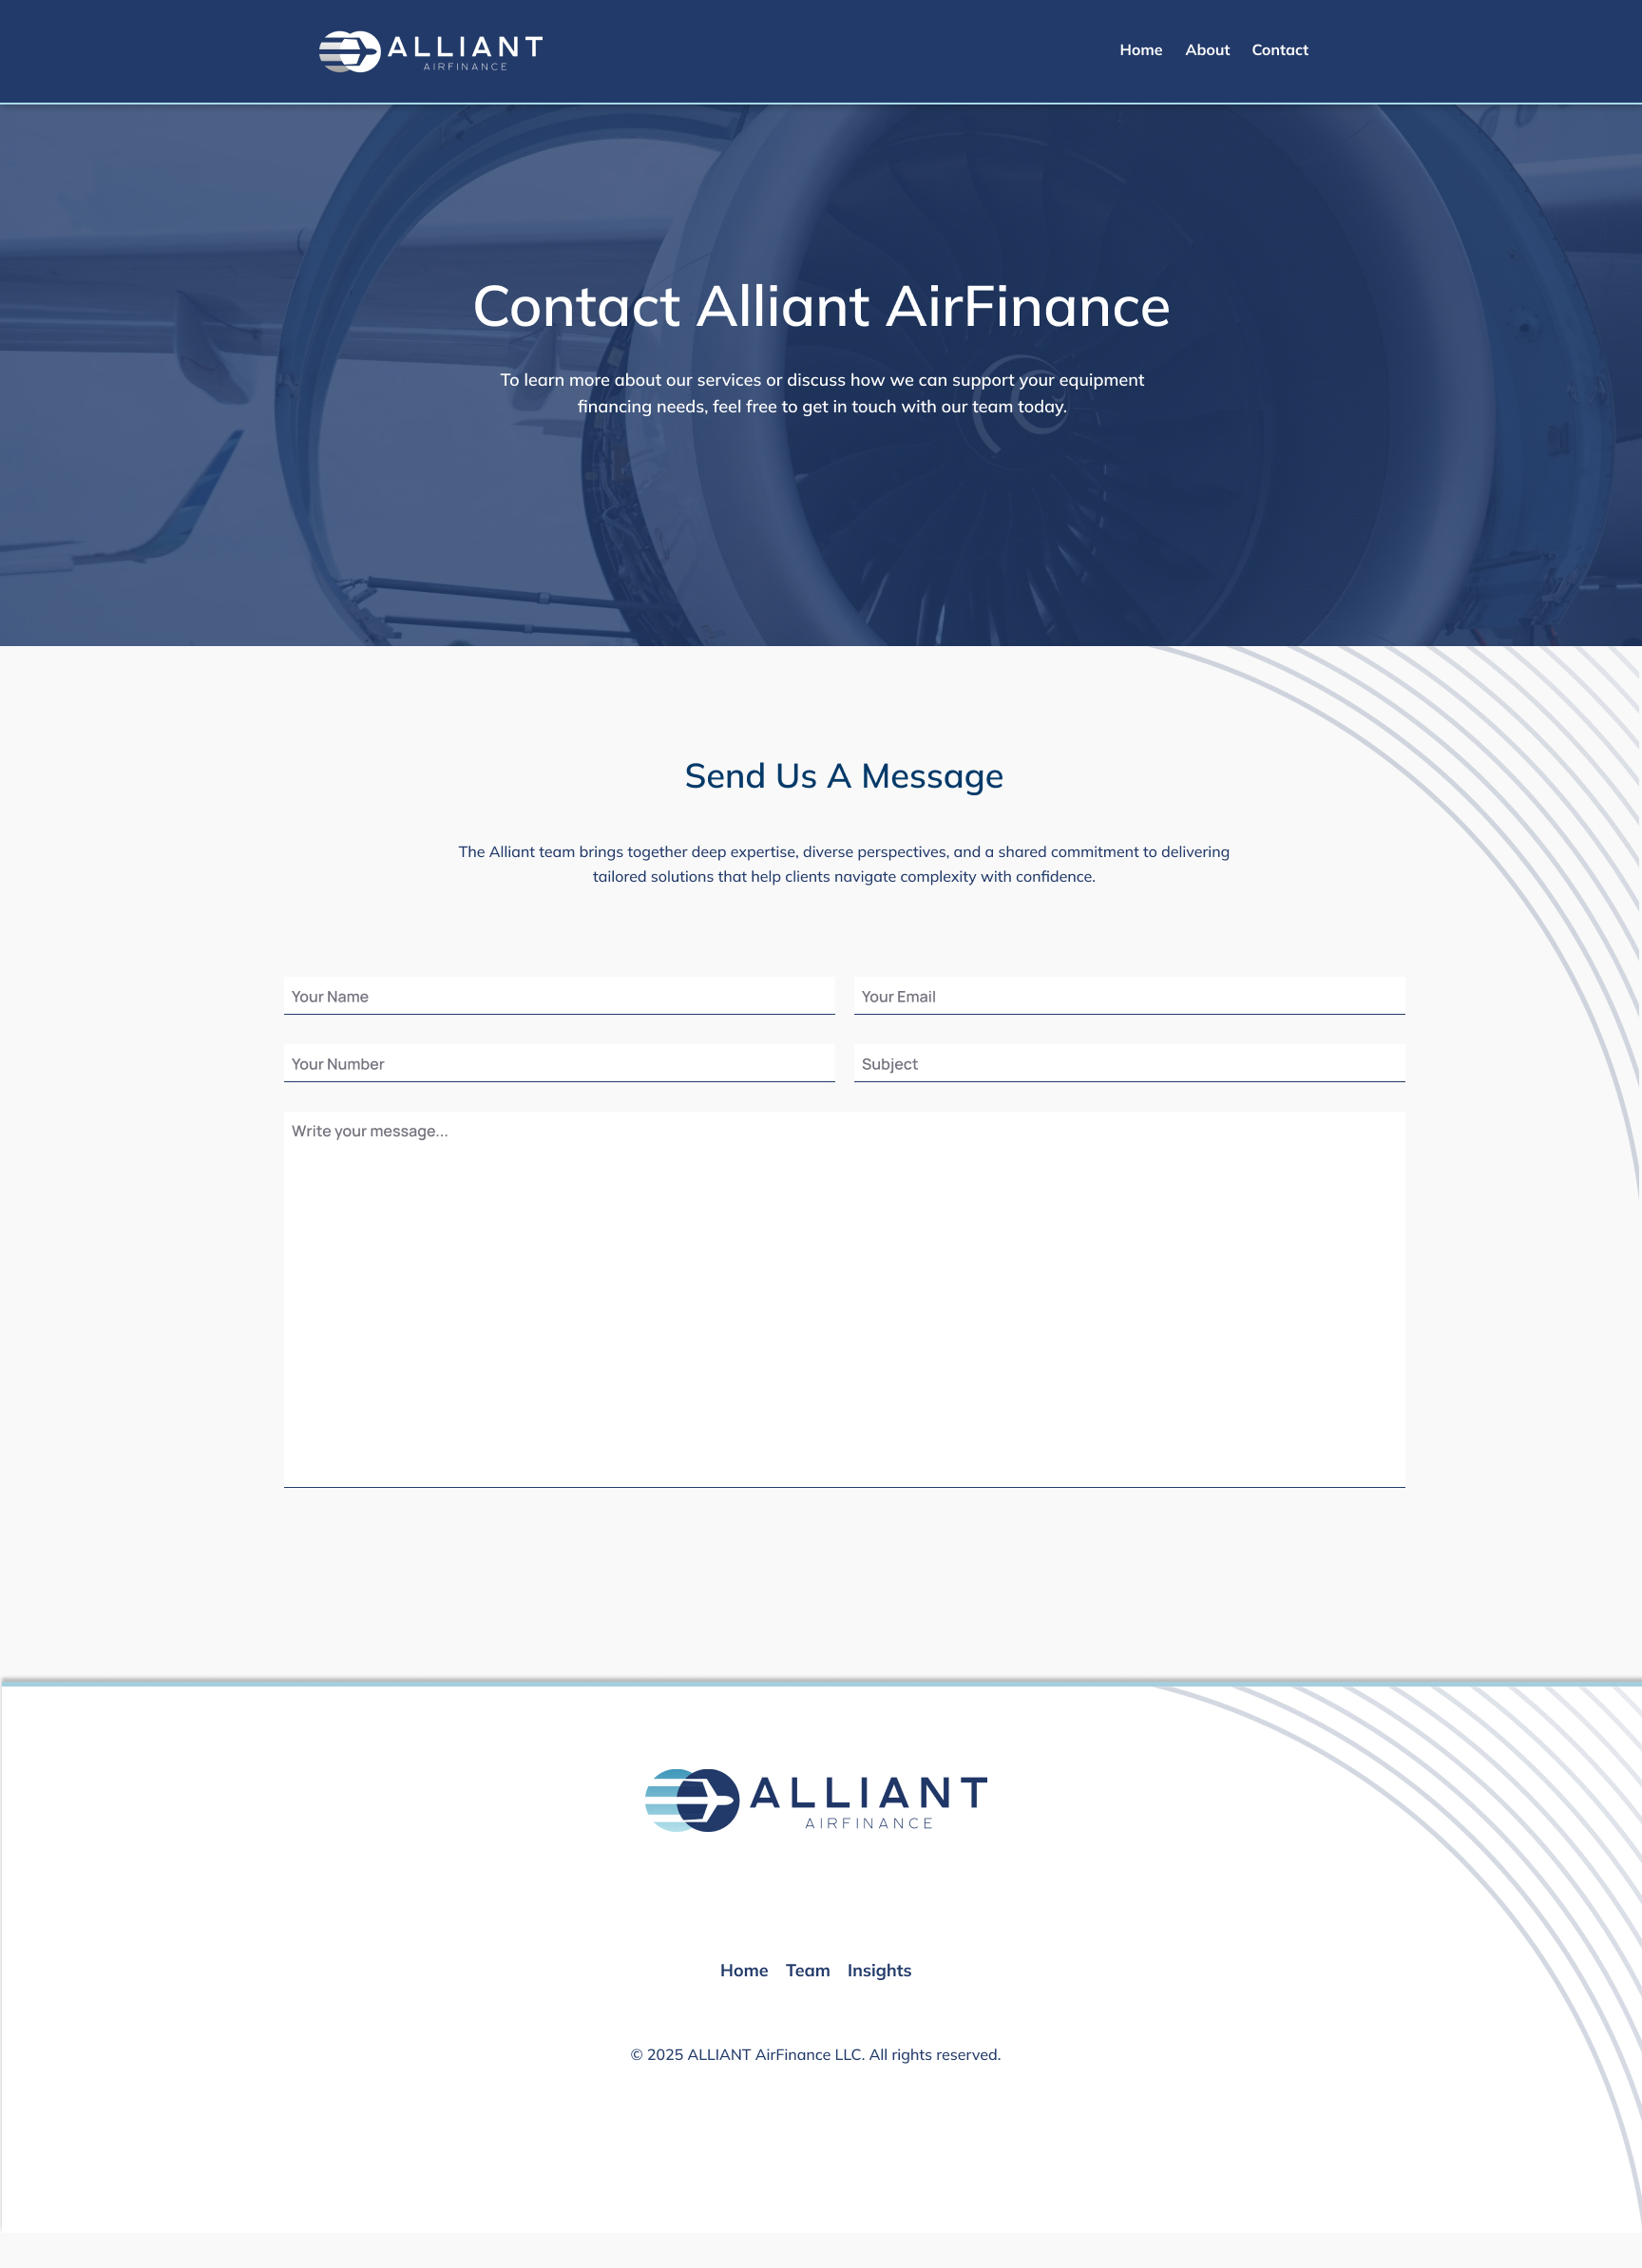 ALLIANT
AIRFINANCE
Home About Contact
Contact Alliant AirFinance
To learn more about our services or discuss how we can support your equipment
financing needs, feel free to get in touch with our team today.
Send Us A Message
The Alliant team brings together deep expertise, diverse perspectives, and a shared commitment to delivering
tailored solutions that help clients navigate complexity with confidence.
Your Name
Your Email
Your Number
Subject
Write your message...
ALLIANT
AIRFINANCE
Home Team Insights
© 2025 ALLIANT AirFinance LLC. All rights reserved.